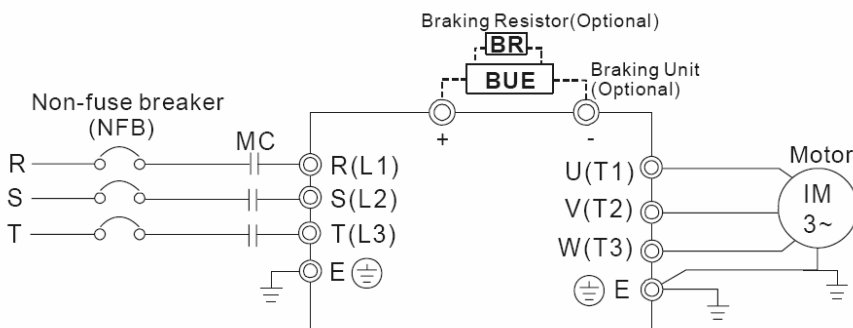 Braking Resistor(Optional)
BR
BUE
Braking Unit
(Optional)
Non-fuse breaker
(NFB)
MC
+
-
R
R(L1)
U(T1)
Motor
S
S(L2)
V(T2)
IM
3~
T
T(L3)
W(T3)
E
E